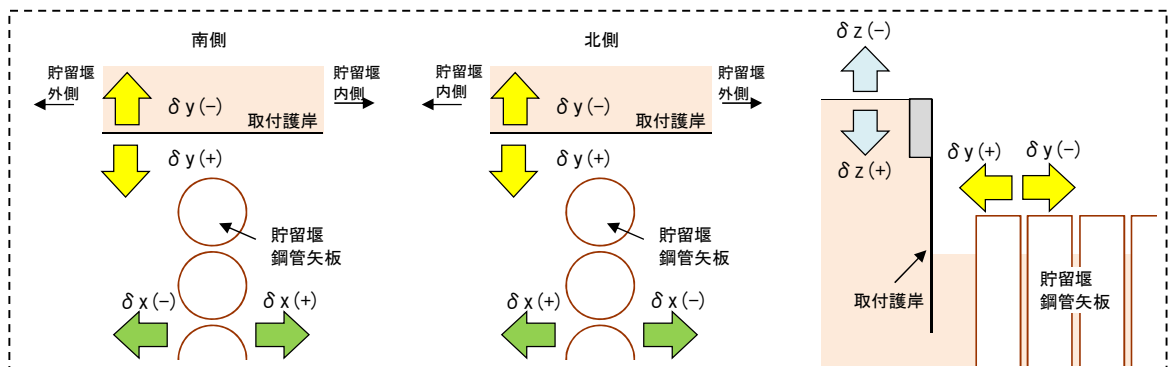 南側
貯留堰
外側
δy(−)
貯留堰
内側
取付護岸
δy(+)
貯留堰
鋼管矢板
δx(−)
δx(+)
北側
貯留堰
内側
δy(−)
貯留堰
外側
取付護岸
δy(+)
貯留堰
鋼管矢板
δx(+)
δx(−)
δz(−)
δz(+)
δy(+)
δy(−)
貯留堰
鋼管矢板
取付護岸